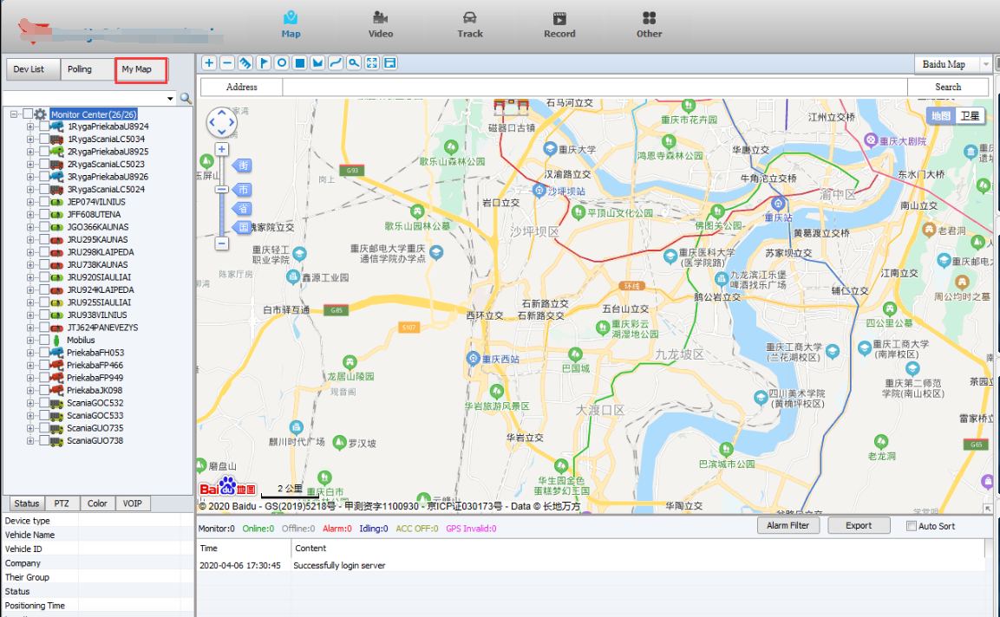 Map
Video
Track
Record
Other
Dev List
Polling
My Map
Baidu Map
Address
Search
Monitor Center(26/26)
1RygaPriekabaU8924
1RygaScaniaLC5034
2RygaPriekabaU8925
2RygaScaniaLC5023
3RygaPriekabaU8926
3RygaScaniaLC5024
JEP074VILNIUS
JFF608UTENA
JGO366KAUNAS
JRU295KAUNAS
JRU298KLAIPEDA
JRU738KAUNAS
JRU920SIAULIAI
JRU924KLAIPEDA
JRU925SIAULIAI
JRU938VILNIUS
JTJ624PANEVEZYS
Mobilus
PriekabaFH053
PriekabaFP466
PriekabaFP949
PriekabaJK098
ScaniaGOC532
ScaniaGOC533
ScaniaGUO735
ScaniaGUO738
石马河立交
磁器口古镇
重庆市花卉园
江州立交桥
地图
卫星
重庆大剧院
歌乐山森林公园
重庆大学
鸿恩寺森林公园
华唐立交
G93
街
市
省
国
岗上
汉渝路立交
沙坪坝站
牛角沱立交桥
东水门大桥
渝中区
岩口立交
平顶山文化公园
佛图关公园
重庆站
南山立交
歌乐山园林公墓
沙坪坝区
黄葛渡立交桥
老君洞
魏家院立交
重庆轻工
职业学院
重庆邮电大学重庆
通信学院办学点
重庆医科大学
(医学院路)
苏家坝立交
重庆邮电大
陈家厅房
鑫源工业园
九龙滨江乐堡
啤酒找乐广场
江南立交
环线
鹅公岩立交
辅仁立交
周公均时之墓
白市驿互通
G85
石新路立交
西环立交
石新路交交
五台山立交
四公里公墓
S107
重庆彩云
湖湿地公园
九龙坡区
重庆工商大学
(兰花湖校区)
重庆工商大学
(南岸校区)
重庆西站
巴国城
龙居山陵园
观音阁
重庆第二师范
学院(南山校区)
茶园立
华岩旅游风景区
大渡口区
四川美术学院
(黄桷坪校区)
雷家桥立
麒川时代广场
罗汉坡
华岩立交
G65
老龙洞
巴滨城市公园
磨盘山
华生园金色
蛋糕梦幻王国
Baidu地图
2 公里
重庆白市
华陶立交
© 2020 Baidu - GS(2019)5218号 - 甲测资字1100930 - 京ICP证030173号 - Data © 长地万方
Status
PTZ
Color
VOIP
Device type
Vehicle Name
Vehicle ID
Company
Their Group
Status
Positioning Time
Monitor:0
Online:0
Offline:0
Alarm:0
Idling:0
ACC OFF:0
GPS Invalid:0
Alarm Filter
Export
Auto Sort
Time
Content
2020-04-06 17:30:45
Successfully login server